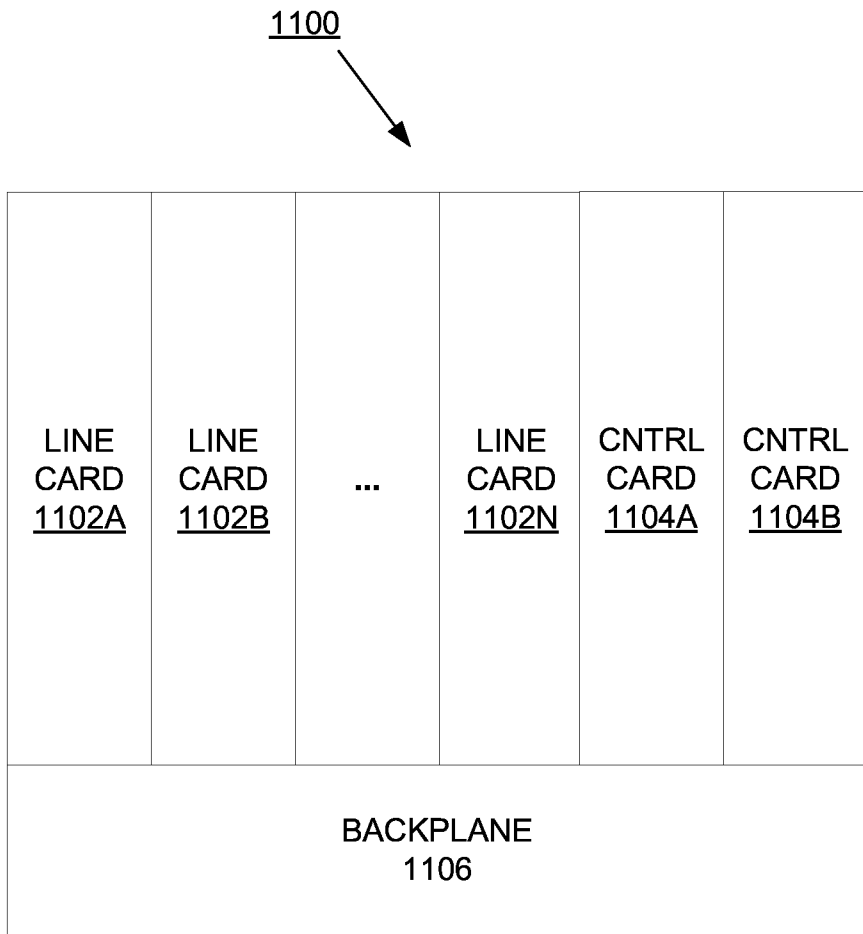 1100
LINE
CARD
1102A
LINE
CARD
1102B
...
LINE
CARD
1102N
CNTRL
CARD
1104A
CNTRL
CARD
1104B
BACKPLANE
1106